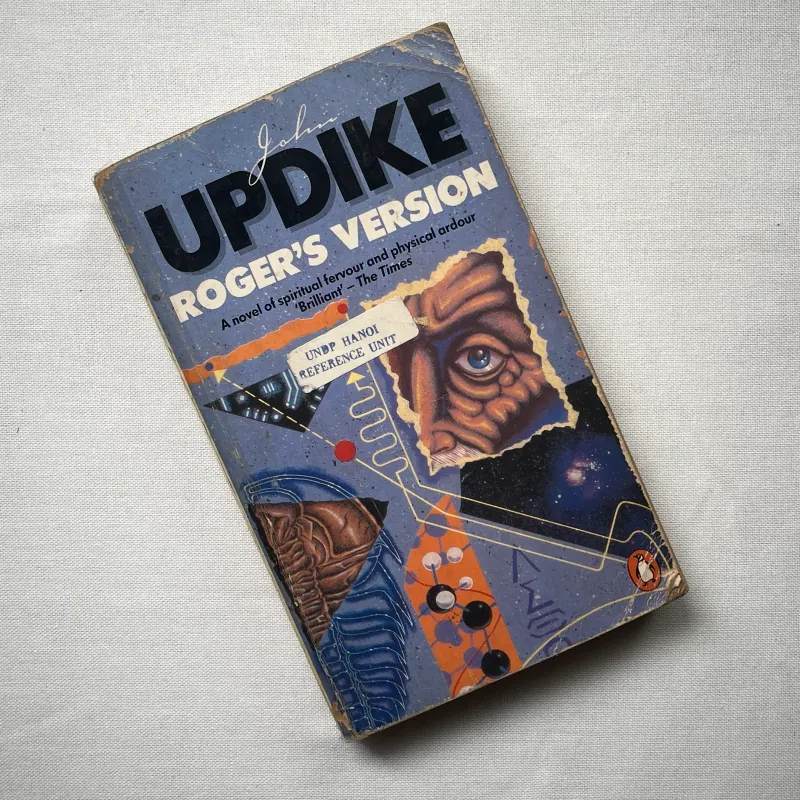 John
UPDIKE
ROGER'S VERSION
A novel of spiritual fervour and physical ardour
'Brilliant' – The Times
UNDP HANOI
REFERENCE UNIT